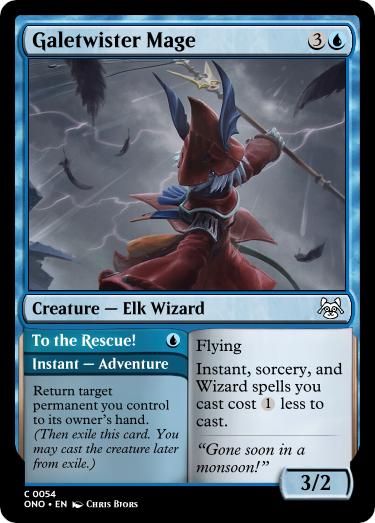 Galetwister Mage 3
Creature — Elk Wizard
To the Rescue!
Instant — Adventure
Return target
permanent you control
to its owner's hand.
(Then exile this card. You
may cast the creature later
from exile.)
Flying
Instant, sorcery, and
Wizard spells you
cast cost 1 less to
cast.
"Gone soon in a
monsoon!"
3/2
C 0054
ONO • EN Chris Bjors